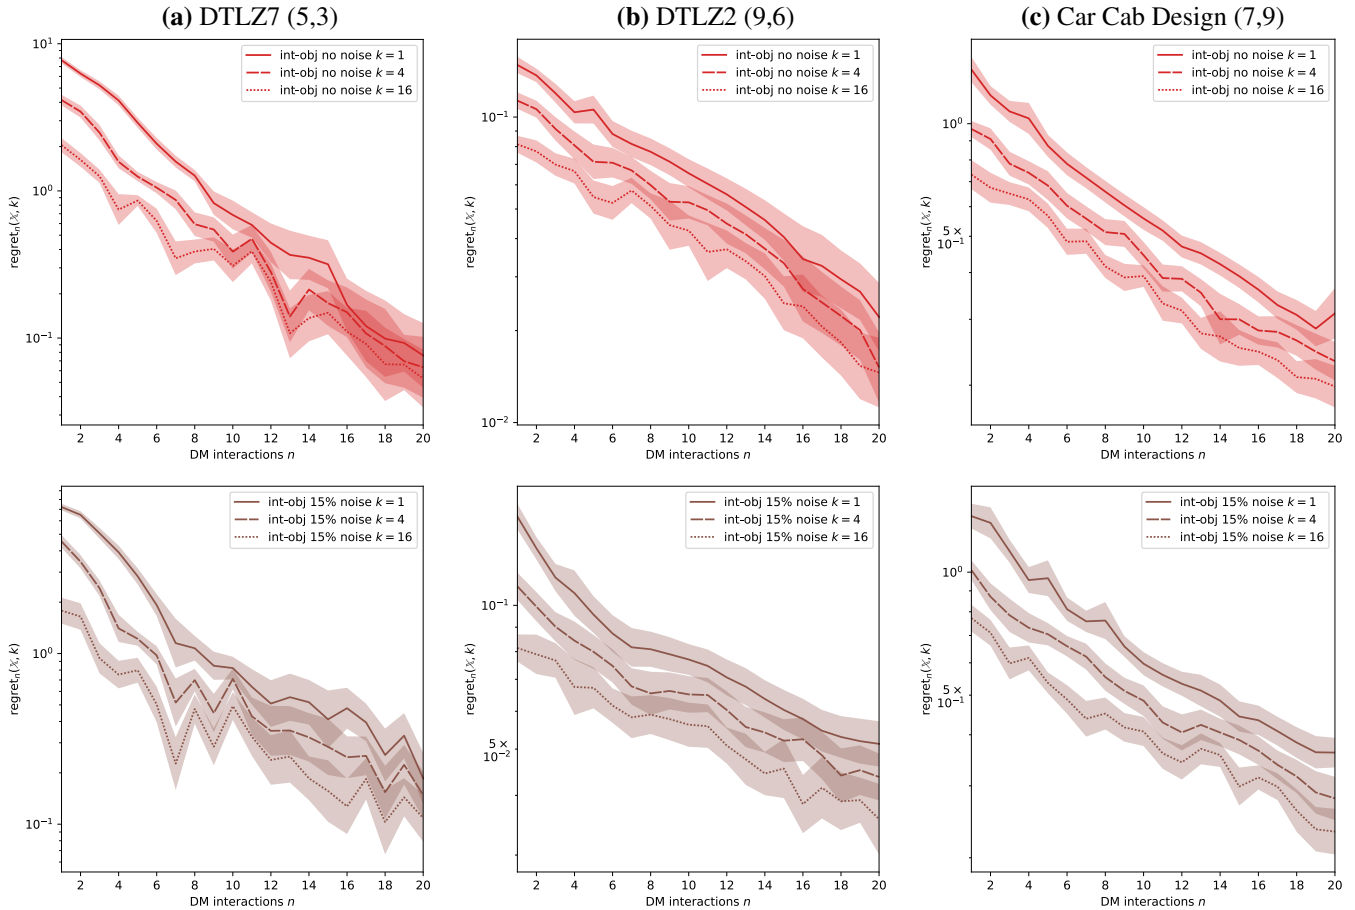 (a) DTLZ7 (5,3)
(b) DTLZ2 (9,6)
(c) Car Cab Design (7,9)
int-obj no noise k = 1
int-obj no noise k = 4
int-obj no noise k = 16
10¹
10⁰
10⁻¹
regretₙ(𝕏, k)
2 4 6 8 10 12 14 16 18 20
DM interactions n
int-obj no noise k = 1
int-obj no noise k = 4
int-obj no noise k = 16
10⁻¹
10⁻²
regretₙ(𝕏, k)
2 4 6 8 10 12 14 16 18 20
DM interactions n
int-obj no noise k = 1
int-obj no noise k = 4
int-obj no noise k = 16
10⁰
5 ×
10⁻¹
regretₙ(𝕏, k)
2 4 6 8 10 12 14 16 18 20
DM interactions n
int-obj 15% noise k = 1
int-obj 15% noise k = 4
int-obj 15% noise k = 16
10⁰
10⁻¹
regretₙ(𝕏, k)
2 4 6 8 10 12 14 16 18 20
DM interactions n
int-obj 15% noise k = 1
int-obj 15% noise k = 4
int-obj 15% noise k = 16
10⁻¹
5 ×
10⁻²
regretₙ(𝕏, k)
2 4 6 8 10 12 14 16 18 20
DM interactions n
int-obj 15% noise k = 1
int-obj 15% noise k = 4
int-obj 15% noise k = 16
10⁰
5 ×
10⁻¹
regretₙ(𝕏, k)
2 4 6 8 10 12 14 16 18 20
DM interactions n